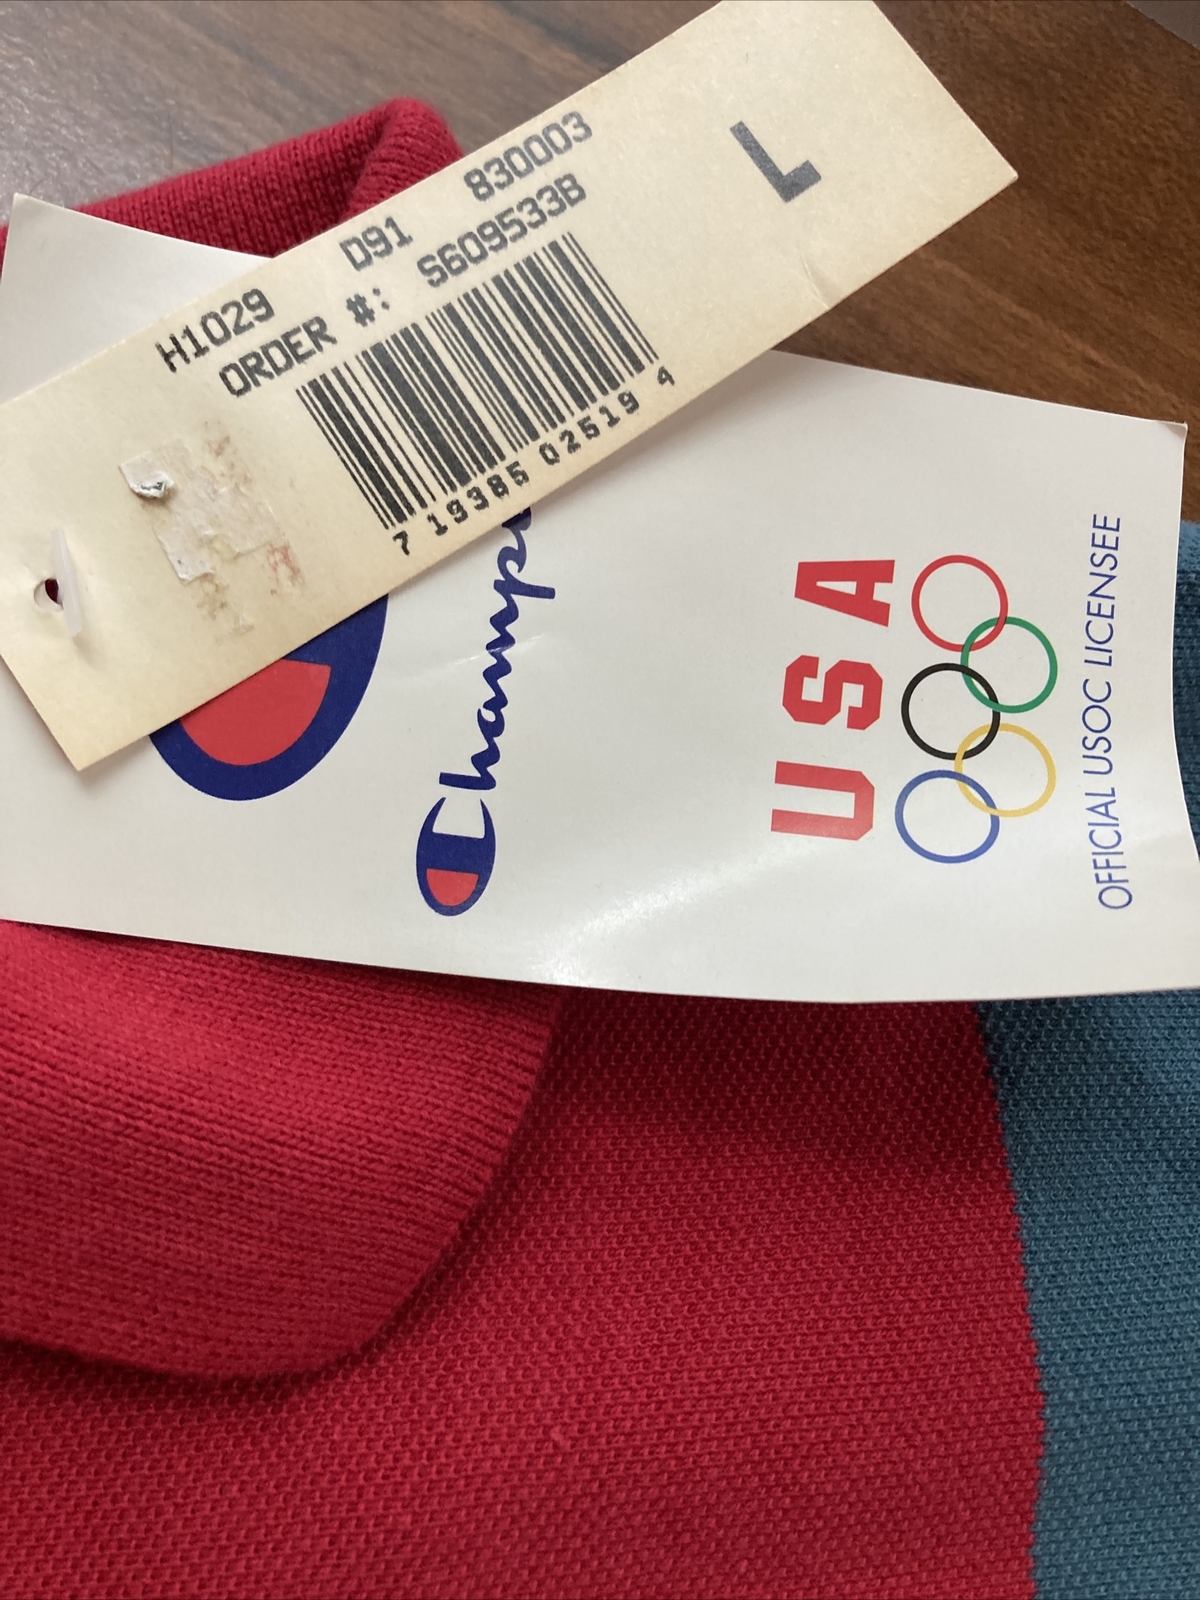 L
H1029 D91 830003
ORDER #: S609533B
7 19385 02519 4
Champi
USA
OFFICIAL USOC LICENSEE